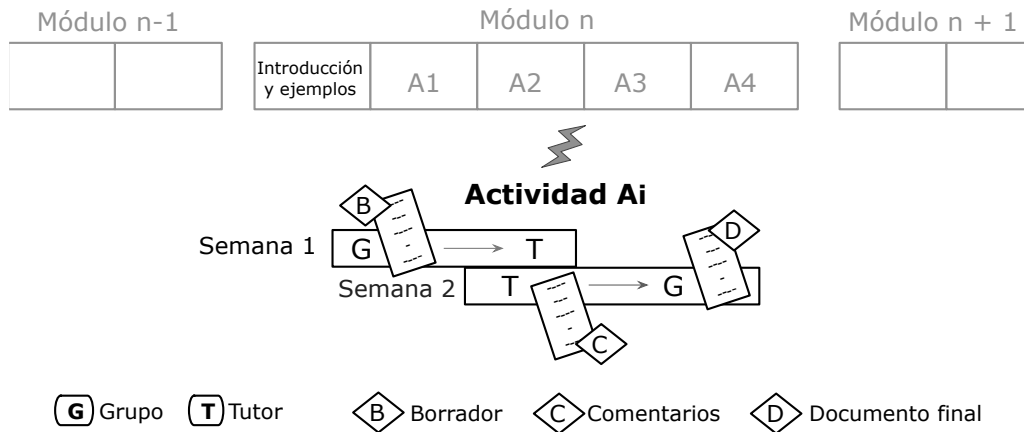 Módulo n-1
Módulo n
Módulo n + 1
Introducción
y ejemplos
A1
A2
A3
A4
Actividad Ai
B
D
Semana 1
G
T
Semana 2
T
G
C
G Grupo
T Tutor
B Borrador
C Comentarios
D Documento final